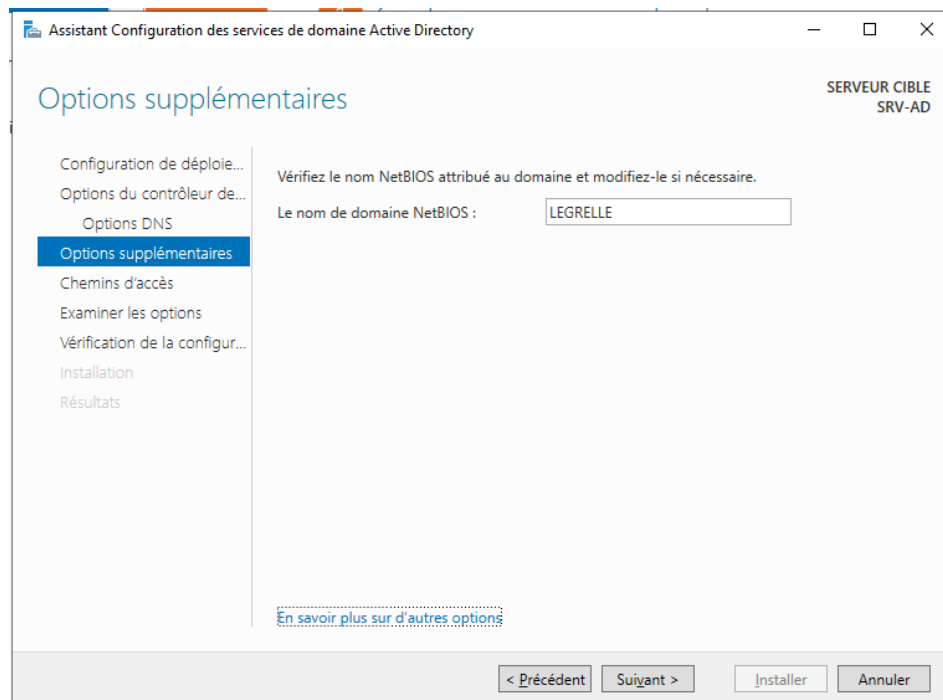 Assistant Configuration des services de domaine Active Directory
Options supplémentaires
SERVEUR CIBLE
SRV-AD
Configuration de déploie...
Options du contrôleur de...
Options DNS
Options supplémentaires
Chemins d'accès
Examiner les options
Vérification de la configur...
Installation
Résultats
Vérifiez le nom NetBIOS attribué au domaine et modifiez-le si nécessaire.
Le nom de domaine NetBIOS : LEGRELLE
En savoir plus sur d'autres options
< Précédent Suivant > Installer Annuler